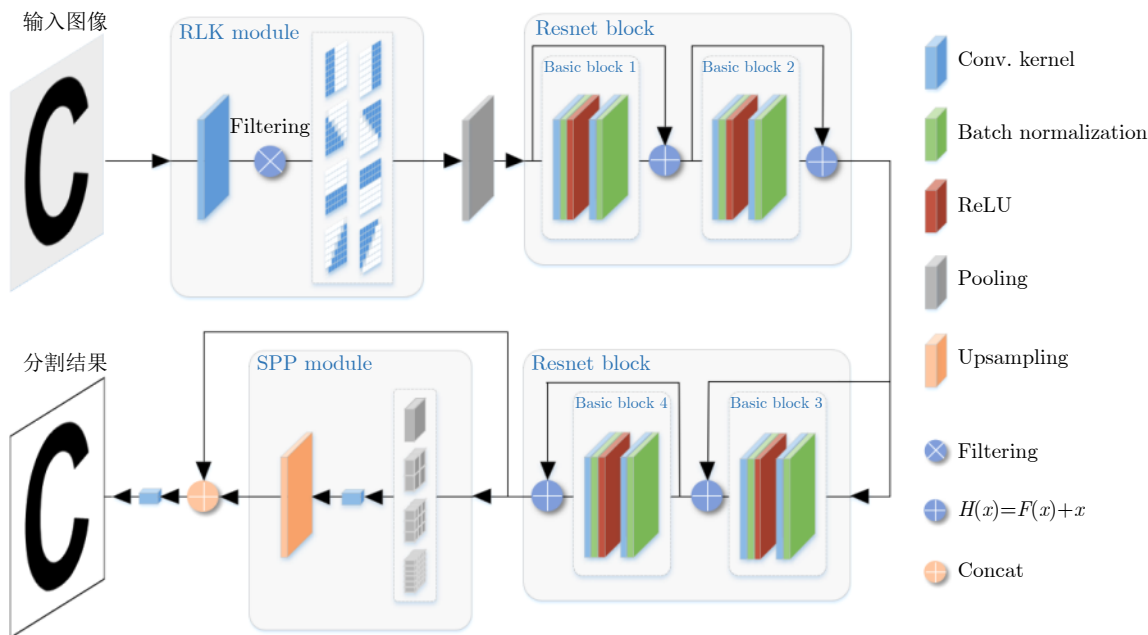 输入图像
RLK module
Filtering
Resnet block
Basic block 1
Basic block 2
Conv. kernel
Batch normalization
ReLU
Pooling
Upsampling
Filtering
H(x)=F(x)+x
Concat
分割结果
SPP module
Resnet block
Basic block 4
Basic block 3
C
C